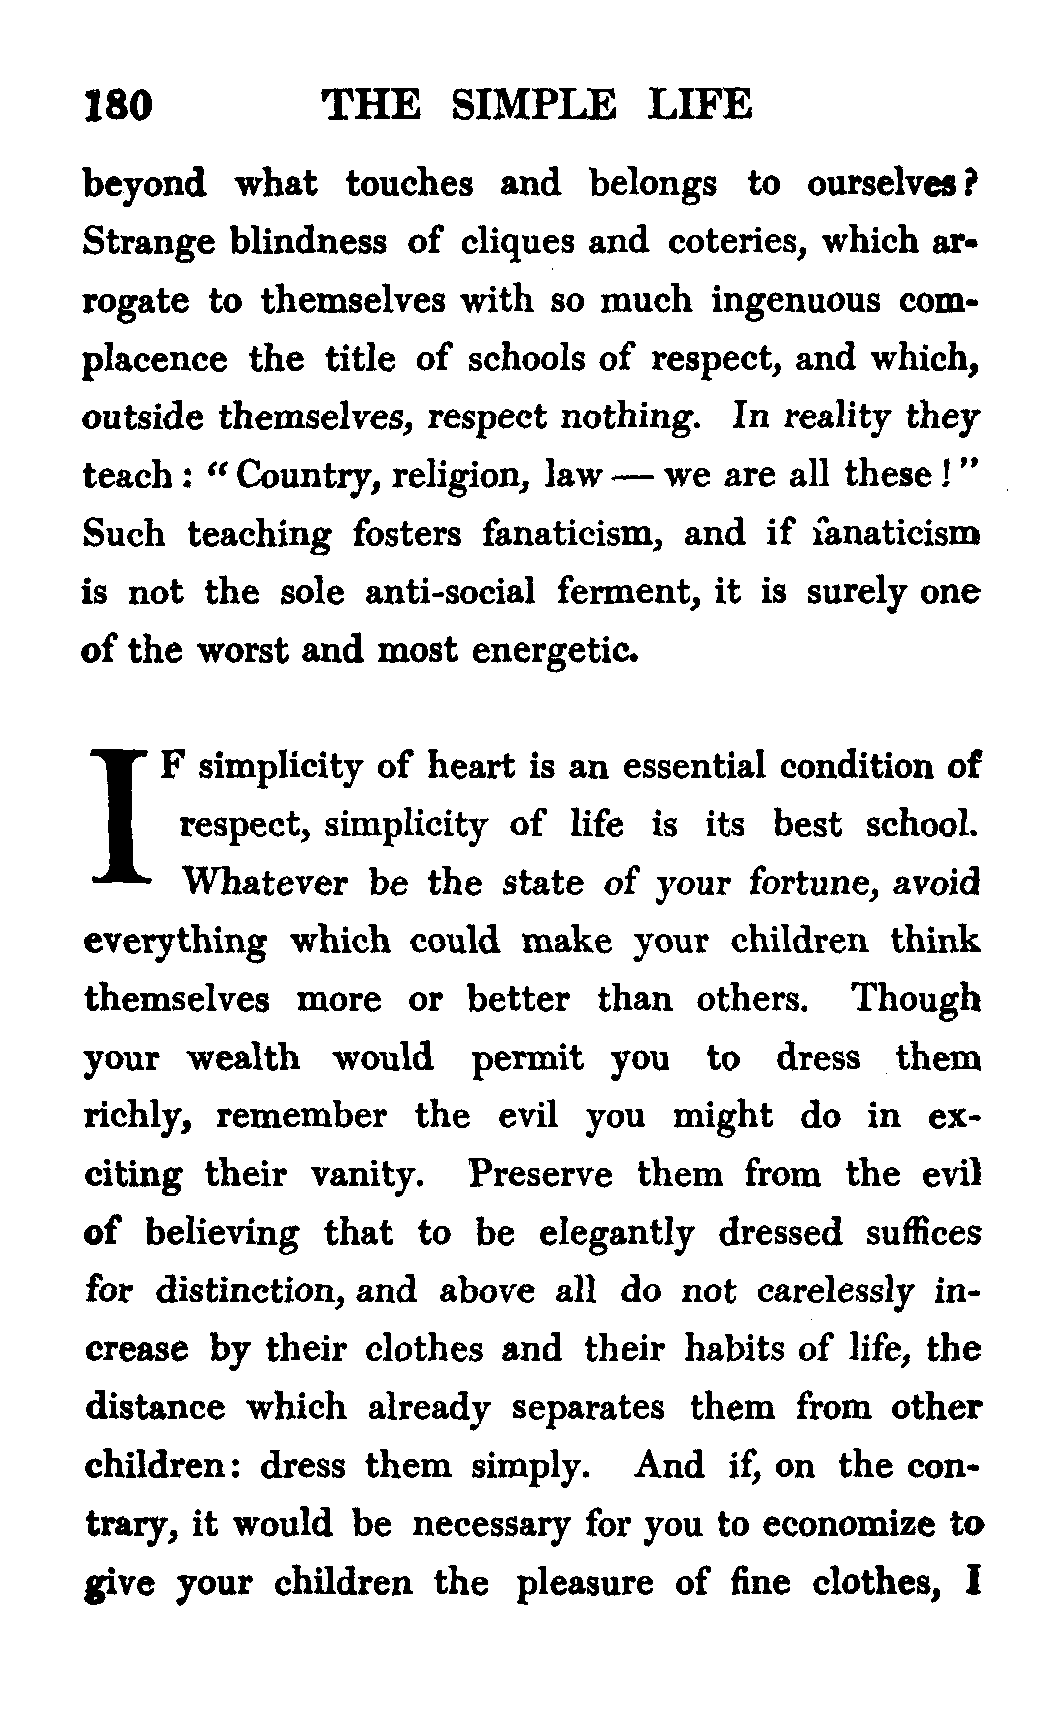 180 THE SIMPLE LIFE
beyond what touches and belongs to ourselves?
Strange blindness of cliques and coteries, which ar-
rogate to themselves with so much ingenuous com-
placence the title of schools of respect, and which,
outside themselves, respect nothing. In reality they
teach: "Country, religion, law — we are all these!"
Such teaching fosters fanaticism, and if fanaticism
is not the sole anti-social ferment, it is surely one
of the worst and most energetic.
IF simplicity of heart is an essential condition of
respect, simplicity of life is its best school.
Whatever be the state of your fortune, avoid
everything which could make your children think
themselves more or better than others. Though
your wealth would permit you to dress them
richly, remember the evil you might do in ex-
citing their vanity. Preserve them from the evil
of believing that to be elegantly dressed suffices
for distinction, and above all do not carelessly in-
crease by their clothes and their habits of life, the
distance which already separates them from other
children: dress them simply. And if, on the con-
trary, it would be necessary for you to economize to
give your children the pleasure of fine clothes, I